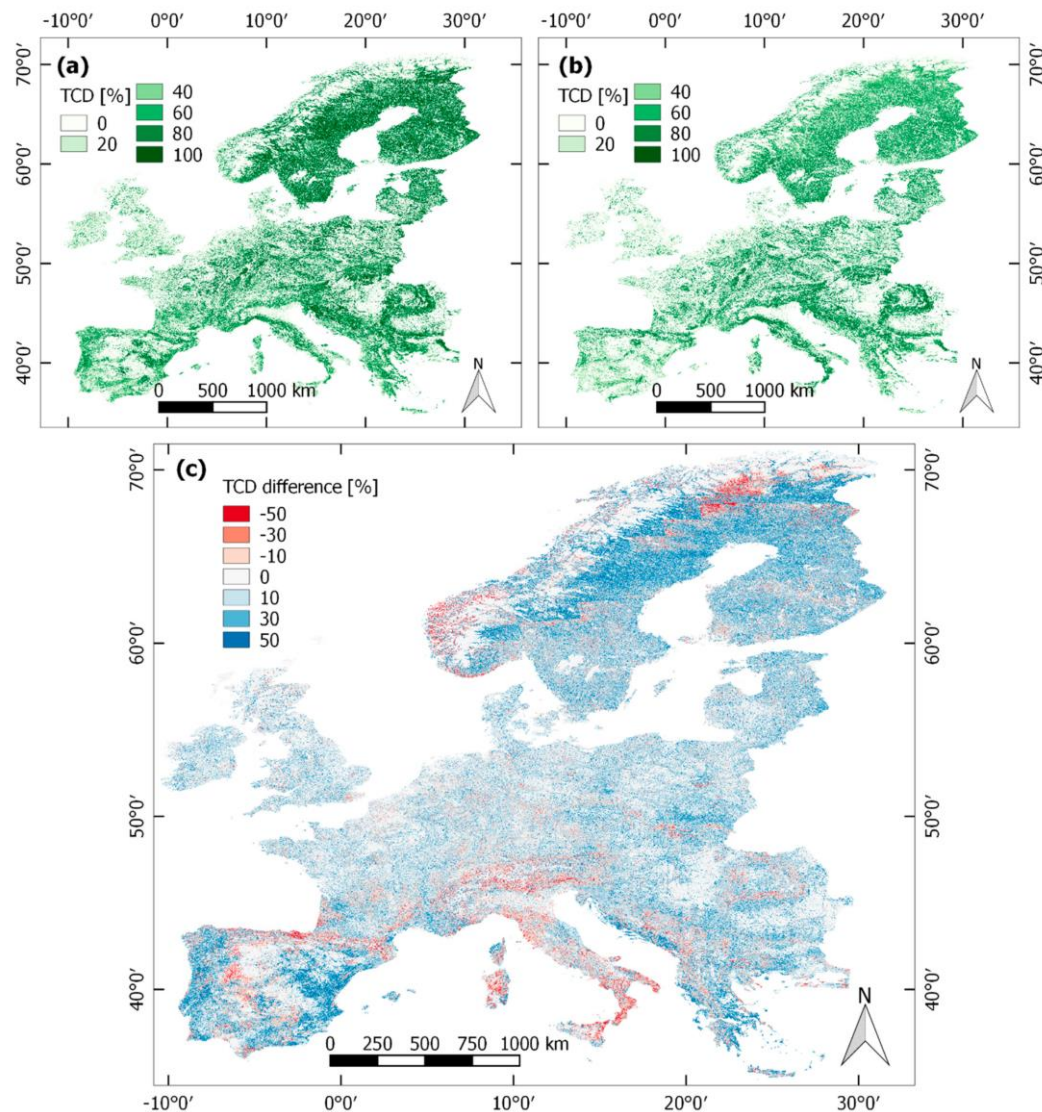 -10°0′ 0°0′ 10°0′ 20°0′ 30°0′ -10°0′ 0°0′ 10°0′ 20°0′ 30°0′
(a)
TCD [%]
0
20
40
60
80
100
70°0′
60°0′
50°0′
40°0′
0 500 1000 km
N
(b)
TCD [%]
0
20
40
60
80
100
70°0′
60°0′
50°0′
40°0′
0 500 1000 km
N
(c)
TCD difference [%]
-50
-30
-10
0
10
30
50
70°0′
60°0′
50°0′
40°0′
70°0′
60°0′
50°0′
40°0′
0 250 500 750 1000 km
N
-10°0′ 0°0′ 10°0′ 20°0′ 30°0′